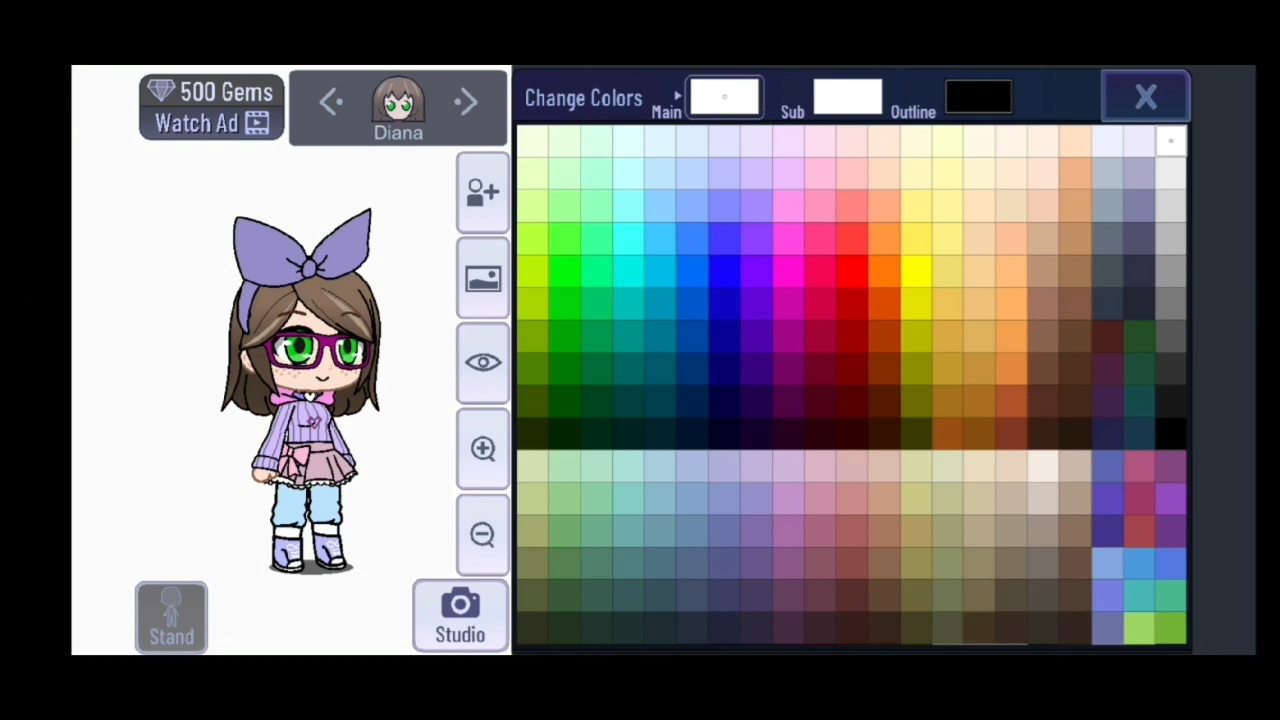 500 Gems
Watch Ad
Diana
Change Colors
Main
Sub
Outline
X
Stand
Studio